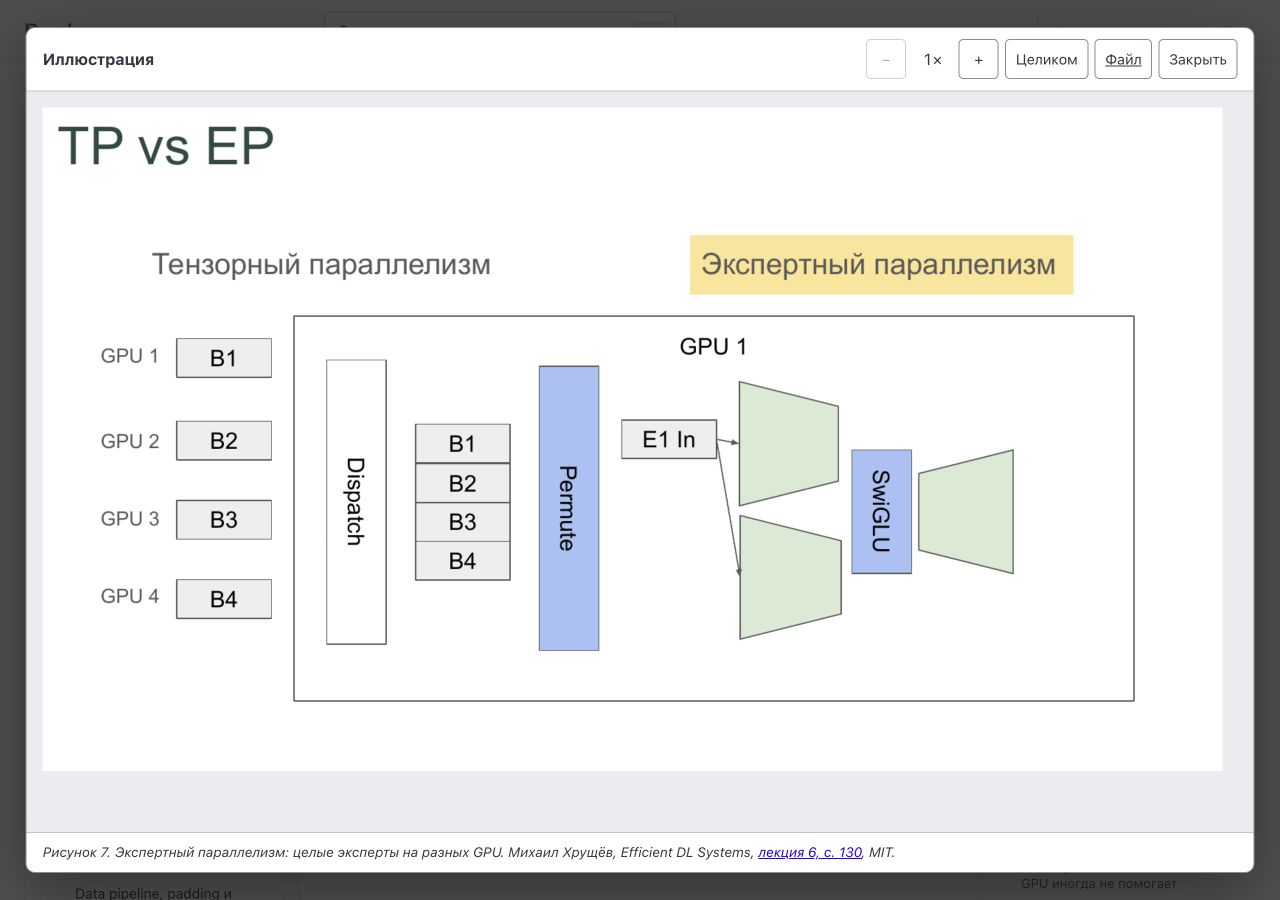 Иллюстрация
− 1× + Целиком Файл Закрыть
TP vs EP
Тензорный параллелизм
Экспертный параллелизм
GPU 1 B1
GPU 2 B2
GPU 3 B3
GPU 4 B4
GPU 1
Dispatch
B1
B2
B3
B4
Permute
E1 In
SwiGLU
Рисунок 7. Экспертный параллелизм: целые эксперты на разных GPU. Михаил Хрущёв, Efficient DL Systems, лекция 6, с. 130, MIT.
Data pipeline, padding и
GPU иногда не помогает